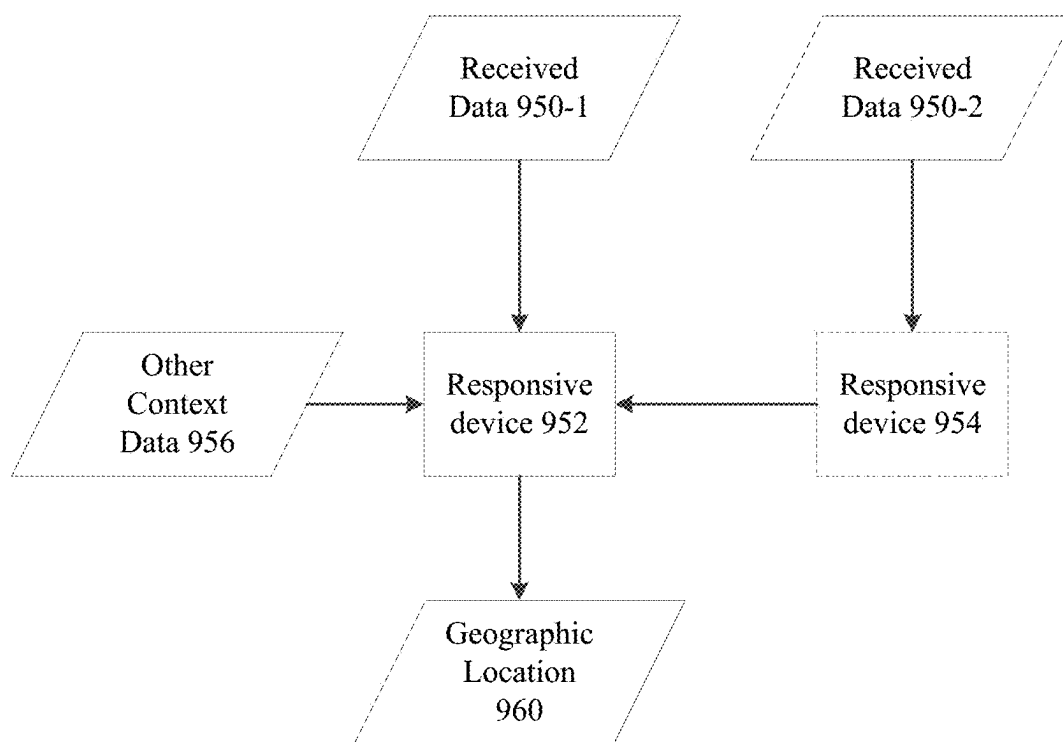 Received
Data 950-1
Received
Data 950-2
Other
Context
Data 956
Responsive
device 952
Responsive
device 954
Geographic
Location
960